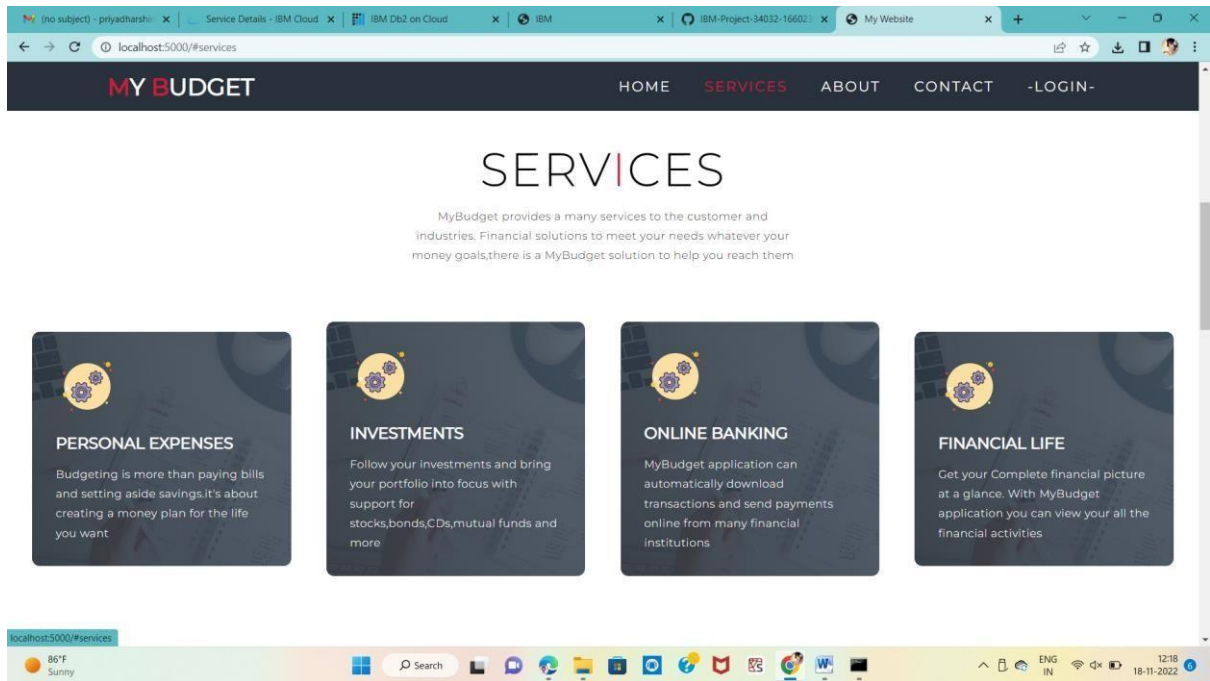 (no subject) - priyadharshin
Service Details - IBM Cloud
IBM Db2 on Cloud
IBM
IBM-Project-34032-16602
My Website
localhost:5000/#services
MY BUDGET
HOME
SERVICES
ABOUT
CONTACT
-LOGIN-
SERVICES
MyBudget provides a many services to the customer and
industries. Financial solutions to meet your needs whatever your
money goals,there is a MyBudget solution to help you reach them
PERSONAL EXPENSES
Budgeting is more than paying bills
and setting aside savings.it's about
creating a money plan for the life
you want
INVESTMENTS
Follow your investments and bring
your portfolio into focus with
support for
stocks,bonds,CDs,mutual funds and
more
ONLINE BANKING
MyBudget application can
automatically download
transactions and send payments
online from many financial
institutions
FINANCIAL LIFE
Get your Complete financial picture
at a glance. With MyBudget
application you can view your all the
financial activities
localhost:5000/#services
86°F
Sunny
Search
ENG
IN
12:18
18-11-2022
6